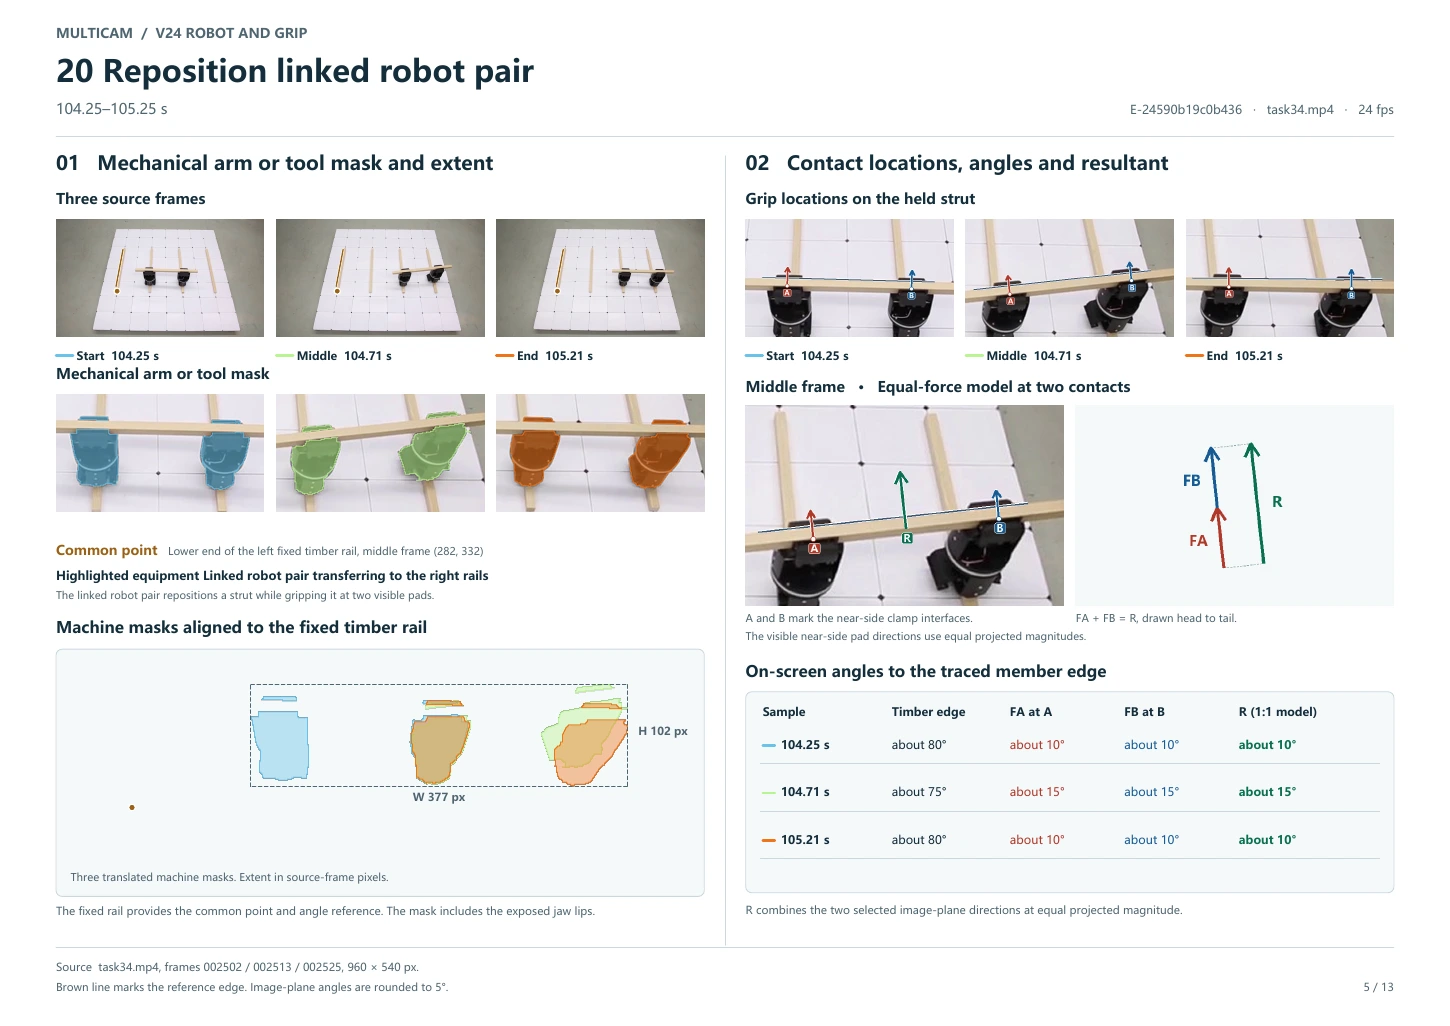 MULTICAM / V24 ROBOT AND GRIP
20 Reposition linked robot pair
104.25–105.25 s
E-24590b19c0b436 · task34.mp4 · 24 fps
01 Mechanical arm or tool mask and extent
Three source frames
Start 104.25 s
Middle 104.71 s
End 105.21 s
Mechanical arm or tool mask
Common point Lower end of the left fixed timber rail, middle frame (282, 332)
Highlighted equipment Linked robot pair transferring to the right rails
The linked robot pair repositions a strut while gripping it at two visible pads.
Machine masks aligned to the fixed timber rail
H 102 px
W 377 px
Three translated machine masks. Extent in source-frame pixels.
The fixed rail provides the common point and angle reference. The mask includes the exposed jaw lips.
02 Contact locations, angles and resultant
Grip locations on the held strut
A B
A B
A B
Start 104.25 s
Middle 104.71 s
End 105.21 s
Middle frame • Equal-force model at two contacts
A R B
FB
R
FA
A and B mark the near-side clamp interfaces.
FA + FB = R, drawn head to tail.
The visible near-side pad directions use equal projected magnitudes.
On-screen angles to the traced member edge
Sample Timber edge FA at A FB at B R (1:1 model)
104.25 s about 80° about 10° about 10° about 10°
104.71 s about 75° about 15° about 15° about 15°
105.21 s about 80° about 10° about 10° about 10°
R combines the two selected image-plane directions at equal projected magnitude.
Source task34.mp4, frames 002502 / 002513 / 002525, 960 × 540 px.
Brown line marks the reference edge. Image-plane angles are rounded to 5°.
5 / 13